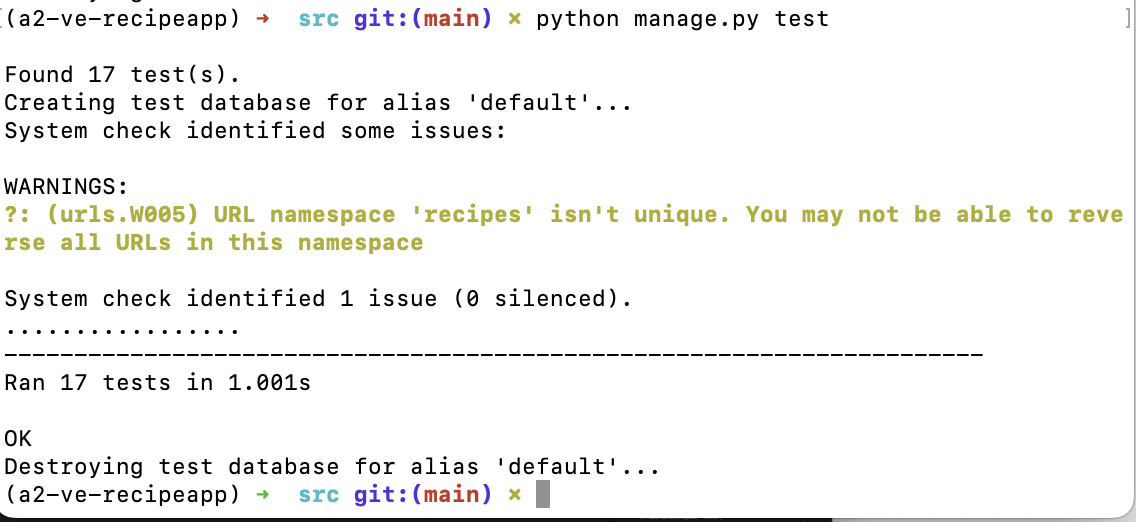 (a2-ve-recipeapp) ➜  src git:(main) ✗ python manage.py test
Found 17 test(s).
Creating test database for alias 'default'...
System check identified some issues:
WARNINGS:
?: (urls.W005) URL namespace 'recipes' isn't unique. You may not be able to reve
rse all URLs in this namespace
System check identified 1 issue (0 silenced).
.................
----------------------------------------------------------------------
Ran 17 tests in 1.001s
OK
Destroying test database for alias 'default'...
(a2-ve-recipeapp) ➜  src git:(main) ✗